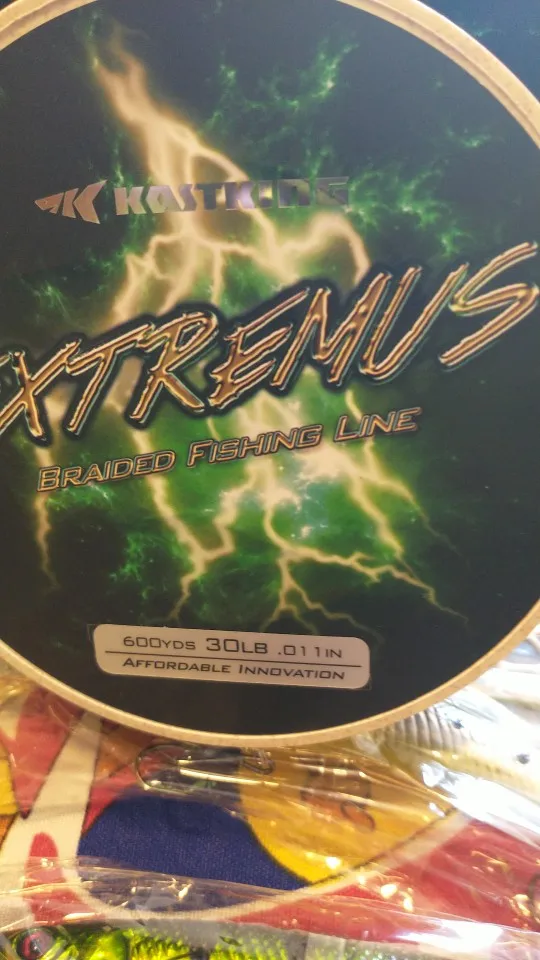 KASTKING
EXTREMUS
BRAIDED FISHING LINE
600YDS 30LB .011IN
AFFORDABLE INNOVATION